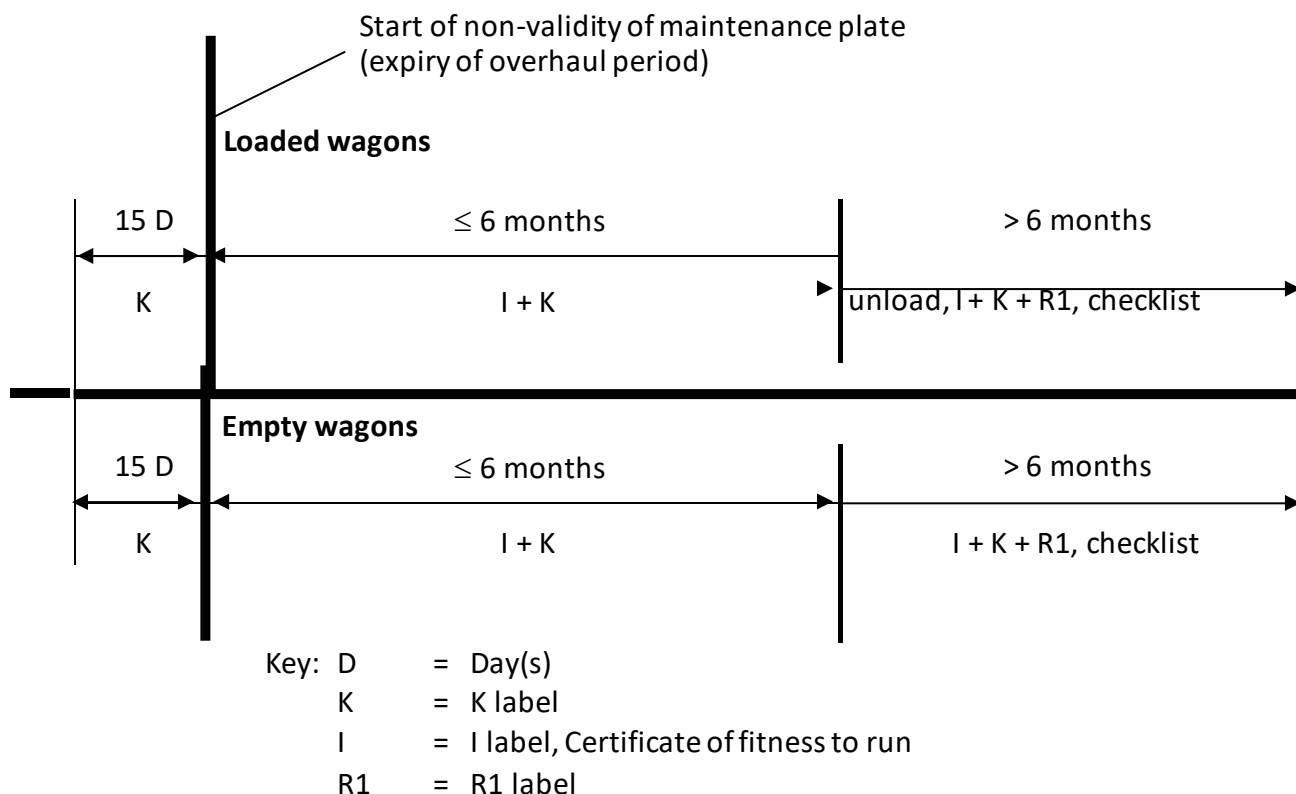 Start of non-validity of maintenance plate
(expiry of overhaul period)
Loaded wagons
15 D ≤ 6 months > 6 months
K I + K unload, I + K + R1, checklist
Empty wagons
15 D ≤ 6 months > 6 months
K I + K I + K + R1, checklist
Key: D = Day(s)
K = K label
I = I label, Certificate of fitness to run
R1 = R1 label